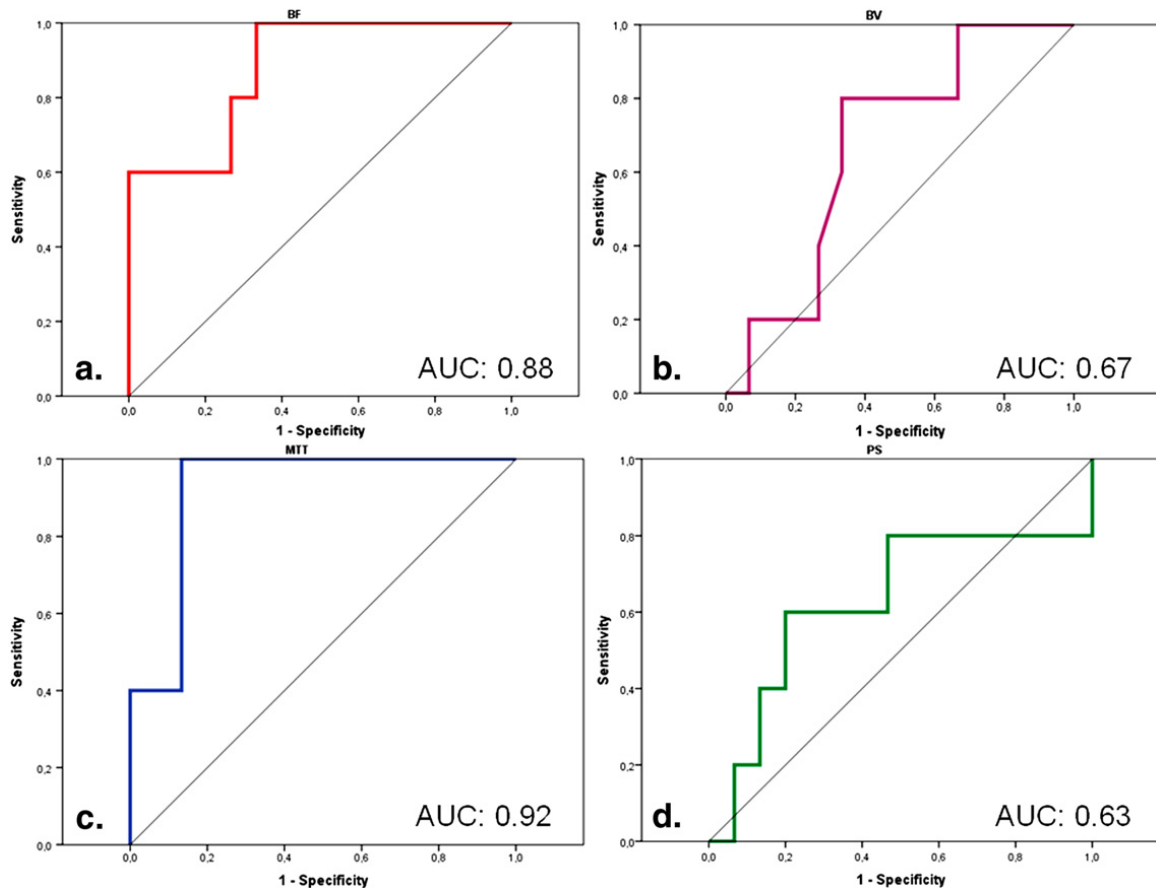 BF
1,0
0,8
0,6
0,4
0,2
0,0
Sensitivity
a.
AUC: 0.88
0,0 0,2 0,4 0,6 0,8 1,0
1 - Specificity
BV
1,0
0,8
0,6
0,4
0,2
0,0
Sensitivity
b.
AUC: 0.67
0,0 0,2 0,4 0,6 0,8 1,0
1 - Specificity
MTT
1,0
0,8
0,6
0,4
0,2
0,0
Sensitivity
c.
AUC: 0.92
0,0 0,2 0,4 0,6 0,8 1,0
1 - Specificity
PS
1,0
0,8
0,6
0,4
0,2
0,0
Sensitivity
d.
AUC: 0.63
0,0 0,2 0,4 0,6 0,8 1,0
1 - Specificity